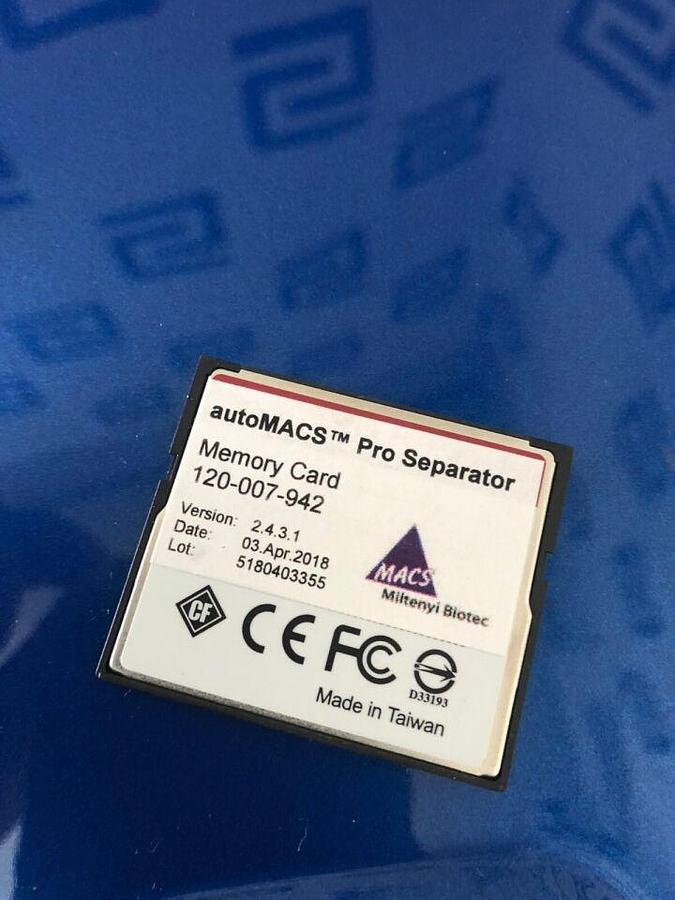 autoMACS™ Pro Separator
Memory Card
120-007-942
Version: 2.4.3.1
Date: 03.Apr.2018
Lot: 5180403355
MACS
Miltenyi Biotec
CF
CE FC
D33193
Made in Taiwan